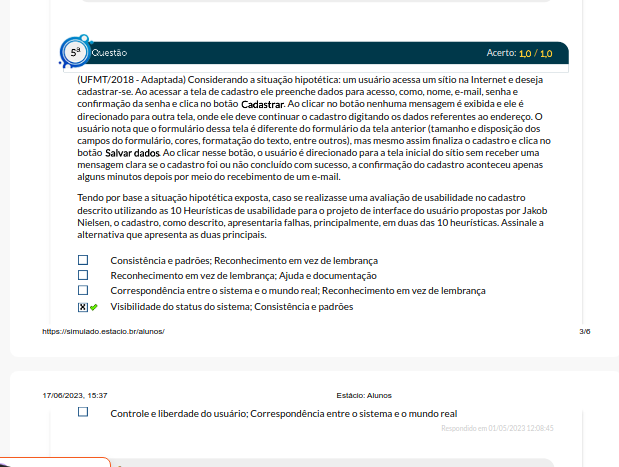 5ª Questão Acerto: 1,0 / 1,0
(UFMT/2018 - Adaptada) Considerando a situação hipotética: um usuário acessa um sítio na Internet e deseja
cadastrar-se. Ao acessar a tela de cadastro ele preenche dados para acesso, como, nome, e-mail, senha e
confirmação da senha e clica no botão Cadastrar. Ao clicar no botão nenhuma mensagem é exibida e ele é
direcionado para outra tela, onde ele deve continuar o cadastro digitando os dados referentes ao endereço. O
usuário nota que o formulário dessa tela é diferente do formulário da tela anterior (tamanho e disposição dos
campos do formulário, cores, formatação do texto, entre outros), mas mesmo assim finaliza o cadastro e clica no
botão Salvar dados. Ao clicar nesse botão, o usuário é direcionado para a tela inicial do sítio sem receber uma
mensagem clara se o cadastro foi ou não concluído com sucesso, a confirmação do cadastro aconteceu apenas
alguns minutos depois por meio do recebimento de um e-mail.
Tendo por base a situação hipotética exposta, caso se realizasse uma avaliação de usabilidade no cadastro
descrito utilizando as 10 Heurísticas de usabilidade para o projeto de interface do usuário propostas por Jakob
Nielsen, o cadastro, como descrito, apresentaria falhas, principalmente, em duas das 10 heurísticas. Assinale a
alternativa que apresenta as duas principais.
Consistência e padrões; Reconhecimento em vez de lembrança
Reconhecimento em vez de lembrança; Ajuda e documentação
Correspondência entre o sistema e o mundo real; Reconhecimento em vez de lembrança
Visibilidade do status do sistema; Consistência e padrões
https://simulado.estacio.br/alunos/ 3/6
17/06/2023, 15:37 Estácio: Alunos
Controle e liberdade do usuário; Correspondência entre o sistema e o mundo real
Respondido em 01/05/2023 12:08:45